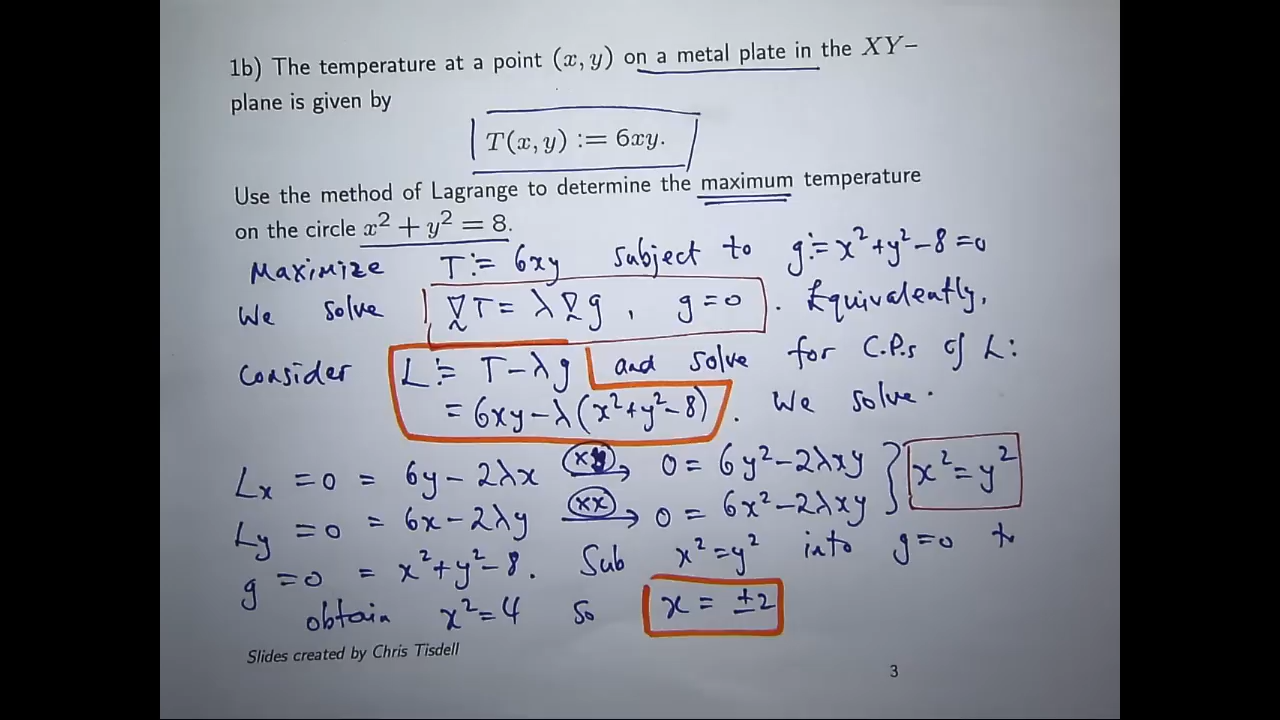 1b) The temperature at a point (x, y) on a metal plate in the XY–
plane is given by
T(x, y) := 6xy.
Use the method of Lagrange to determine the maximum temperature
on the circle x² + y² = 8.
Maximize T := 6xy subject to g := x² + y² - 8 = 0
We solve ∇T = λ∇g , g = 0 . Equivalently,
consider L := T - λg and solve for C.P.s of L:
= 6xy - λ(x² + y² - 8) . We solve.
Lx = 0 = 6y - 2λx (xy) → 0 = 6y² - 2λxy } x² = y²
Ly = 0 = 6x - 2λy (xx) → 0 = 6x² - 2λxy
g = 0 = x² + y² - 8. Sub x² = y² into g = 0 to
obtain x² = 4 so x = ±2
Slides created by Chris Tisdell
3